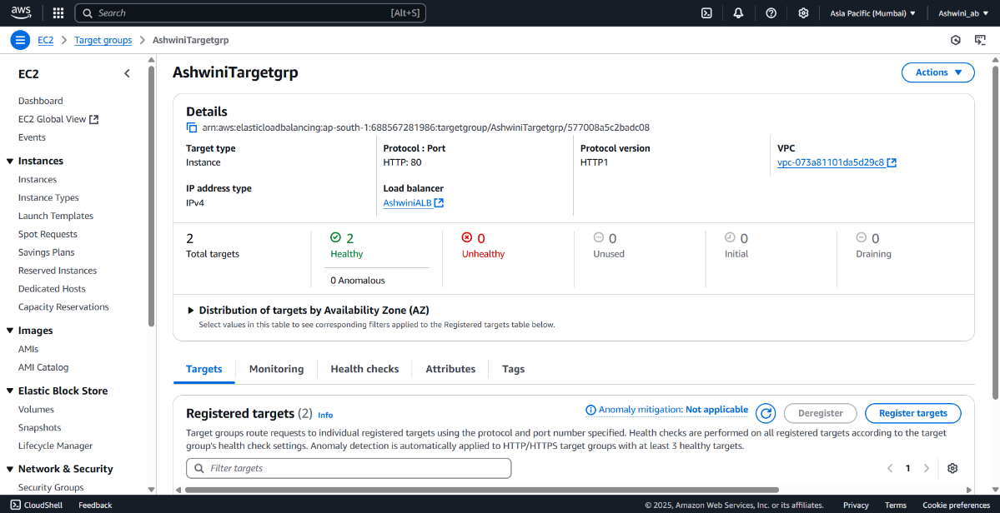 aws
Search [Alt+S]
Asia Pacific (Mumbai) ▼
Ashwini_ab ▼
EC2 > Target groups > AshwiniTargetgrp
EC2
Dashboard
EC2 Global View
Events
Instances
Instances
Instance Types
Launch Templates
Spot Requests
Savings Plans
Reserved Instances
Dedicated Hosts
Capacity Reservations
Images
AMIs
AMI Catalog
Elastic Block Store
Volumes
Snapshots
Lifecycle Manager
Network & Security
Security Groups
AshwiniTargetgrp
Actions ▼
Details
arn:aws:elasticloadbalancing:ap-south-1:688567281986:targetgroup/AshwiniTargetgrp/577008a5c2badc08
Target type
Instance
Protocol : Port
HTTP: 80
Protocol version
HTTP1
VPC
vpc-073a81101da5d29c8
IP address type
IPv4
Load balancer
AshwiniALB
2
Total targets
2
Healthy
0 Anomalous
0
Unhealthy
0
Unused
0
Initial
0
Draining
Distribution of targets by Availability Zone (AZ)
Select values in this table to see corresponding filters applied to the Registered targets table below.
Targets
Monitoring
Health checks
Attributes
Tags
Registered targets (2) Info
Anomaly mitigation: Not applicable
Deregister
Register targets
Target groups route requests to individual registered targets using the protocol and port number specified. Health checks are performed on all registered targets according to the target
group's health check settings. Anomaly detection is automatically applied to HTTP/HTTPS target groups with at least 3 healthy targets.
Filter targets
< 1 >
CloudShell
Feedback
© 2025, Amazon Web Services, Inc. or its affiliates.
Privacy
Terms
Cookie preferences